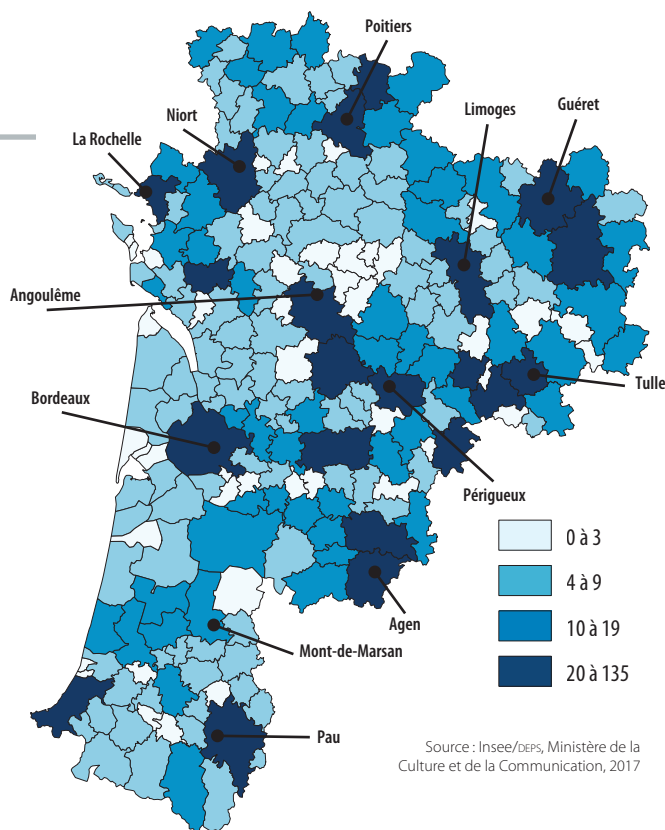 Poitiers
Niort
Limoges
Guéret
La Rochelle
Angoulême
Bordeaux
Tulle
Périgueux
Agen
Mont-de-Marsan
Pau
0 à 3
4 à 9
10 à 19
20 à 135
Source : Insee/DEPS, Ministère de la
Culture et de la Communication, 2017